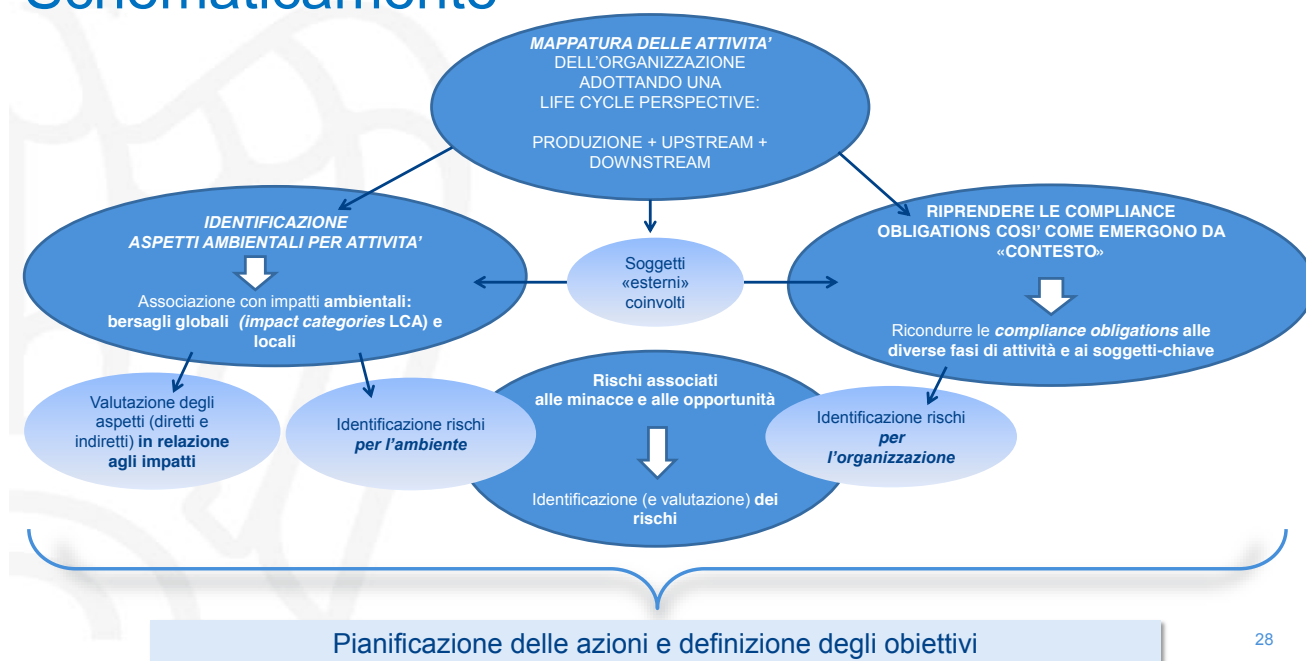 Schematicamente
MAPPATURA DELLE ATTIVITA’
DELL’ORGANIZZAZIONE
ADOTTANDO UNA
LIFE CYCLE PERSPECTIVE:
PRODUZIONE + UPSTREAM +
DOWNSTREAM
IDENTIFICAZIONE
ASPETTI AMBIENTALI PER ATTIVITA’
Associazione con impatti ambientali:
bersagli globali (impact categories LCA) e
locali
Soggetti
«esterni»
coinvolti
RIPRENDERE LE COMPLIANCE
OBLIGATIONS COSI’ COME EMERGONO DA
«CONTESTO»
Ricondurre le compliance obligations alle
diverse fasi di attività e ai soggetti-chiave
Valutazione degli
aspetti (diretti e
indiretti) in relazione
agli impatti
Identificazione rischi
per l’ambiente
Rischi associati
alle minacce e alle opportunità
Identificazione (e valutazione) dei
rischi
Identificazione rischi
per
l’organizzazione
Pianificazione delle azioni e definizione degli obiettivi
28